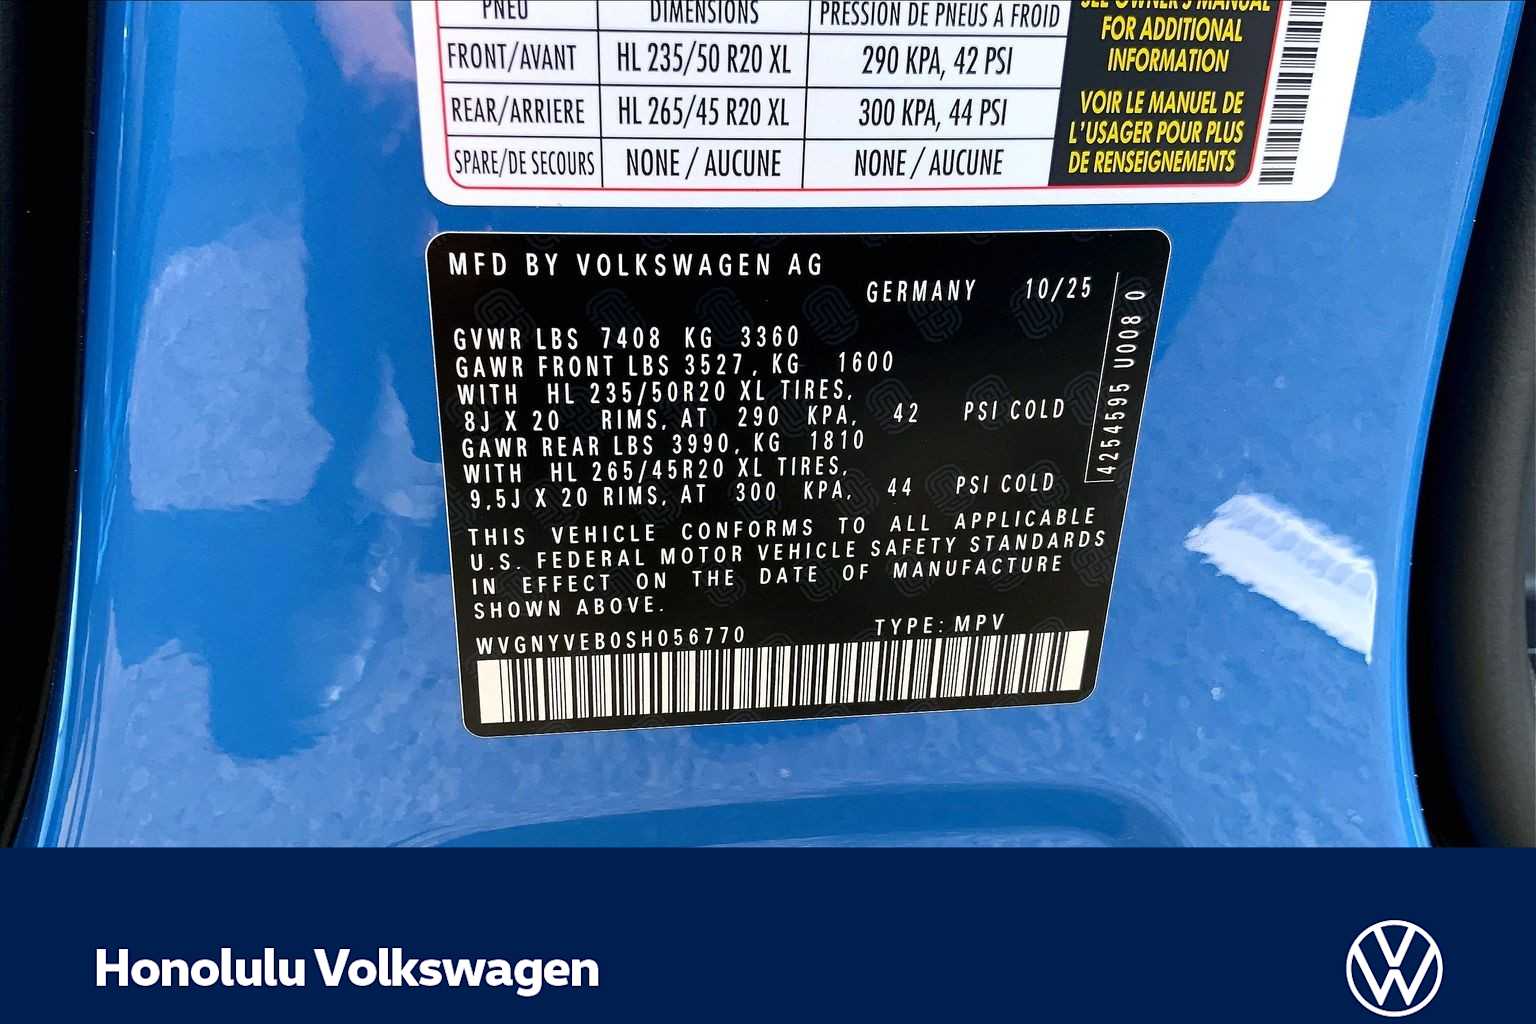 PNEU DIMENSIONS PRESSION DE PNEUS A FROID
FRONT/AVANT HL 235/50 R20 XL 290 KPA, 42 PSI
REAR/ARRIERE HL 265/45 R20 XL 300 KPA, 44 PSI
SPARE/DE SECOURS NONE / AUCUNE NONE / AUCUNE
SEE OWNER'S MANUAL
FOR ADDITIONAL
INFORMATION
VOIR LE MANUEL DE
L'USAGER POUR PLUS
DE RENSEIGNEMENTS
MFD BY VOLKSWAGEN AG
GERMANY 10/25
GVWR LBS 7408 KG 3360
GAWR FRONT LBS 3527, KG 1600
WITH HL 235/50R20 XL TIRES,
8J X 20 RIMS, AT 290 KPA, 42 PSI COLD
GAWR REAR LBS 3990, KG 1810
WITH HL 265/45R20 XL TIRES,
9,5J X 20 RIMS, AT 300 KPA, 44 PSI COLD
THIS VEHICLE CONFORMS TO ALL APPLICABLE
U.S. FEDERAL MOTOR VEHICLE SAFETY STANDARDS
IN EFFECT ON THE DATE OF MANUFACTURE
SHOWN ABOVE.
WVGNYVEB0SH056770 TYPE: MPV
4254595 U008 0
Honolulu Volkswagen